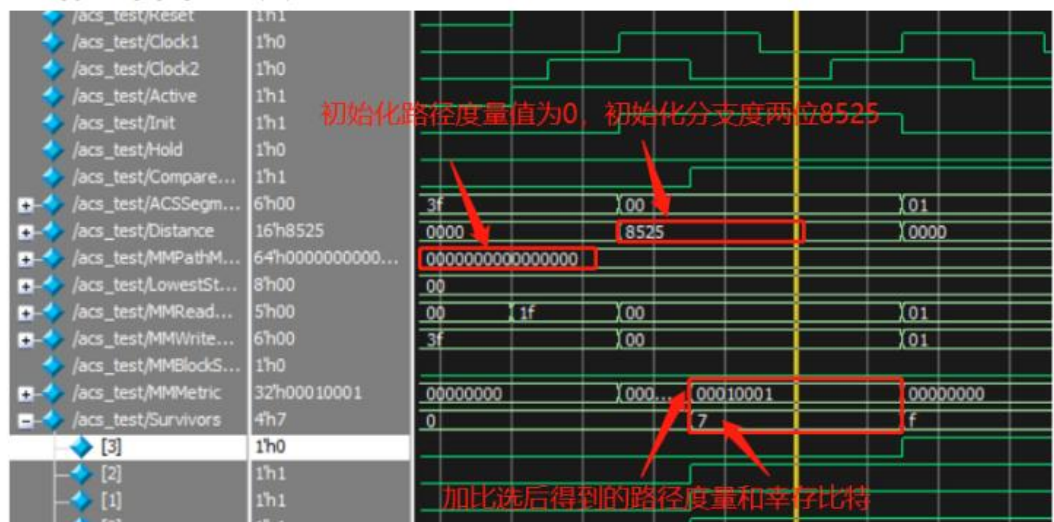 /acs_test/Reset 1'h1
/acs_test/Clock1 1'h0
/acs_test/Clock2 1'h0
/acs_test/Active 1'h1
/acs_test/Init 1'h1
初始化路径度量值为0，初始化分支度两位8525
/acs_test/Hold 1'h0
/acs_test/Compare... 1'h1
/acs_test/ACSSegm... 6'h00 3f 00 01
/acs_test/Distance 16'h8525 0000 8525 0000
/acs_test/MMPathM... 64'h0000000000... 0000000000000000
/acs_test/LowestSt... 8'h00 00
/acs_test/MMRead... 5'h00 00 1f 00 01
/acs_test/MMWrite... 6'h00 3f 00 01
/acs_test/MMBlockS... 1'h0
/acs_test/MMMetric 32'h00010001 00000000 000... 00010001 00000000
/acs_test/Survivors 4'h7 0 7 f
[3] 1'h0
[2] 1'h1
[1] 1'h1
加比选后得到的路径度量和幸存比特